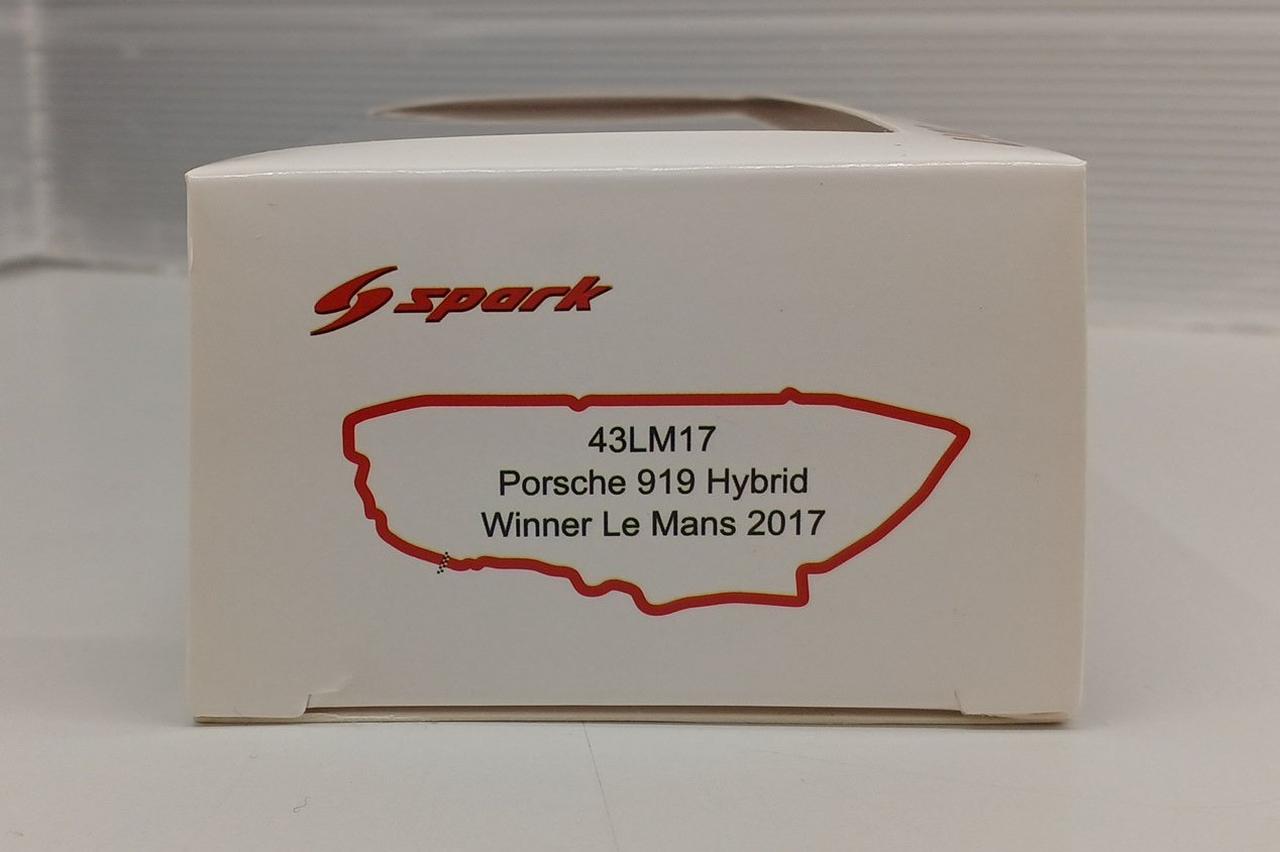 spark
43LM17
Porsche 919 Hybrid
Winner Le Mans 2017